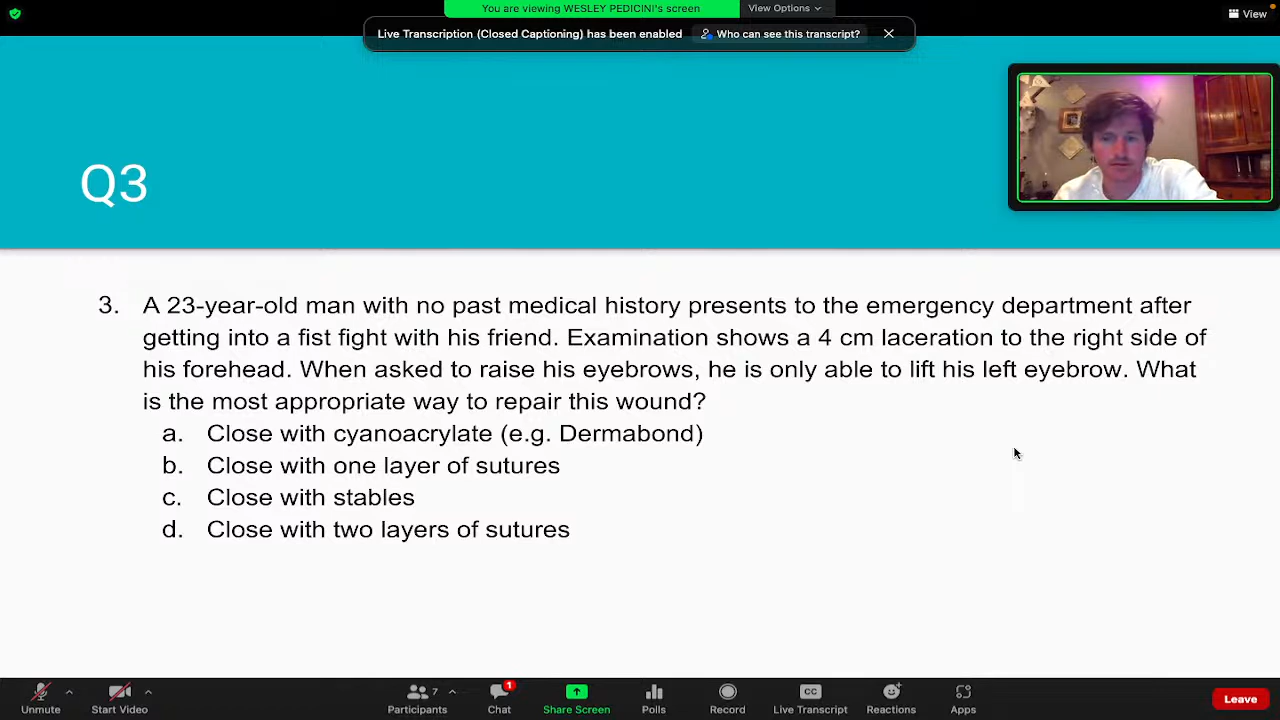 You are viewing WESLEY PEDICINI's screen
View Options
View
Live Transcription (Closed Captioning) has been enabled
Who can see this transcript?
Q3
3. A 23-year-old man with no past medical history presents to the emergency department after
getting into a fist fight with his friend. Examination shows a 4 cm laceration to the right side of
his forehead. When asked to raise his eyebrows, he is only able to lift his left eyebrow. What
is the most appropriate way to repair this wound?
a. Close with cyanoacrylate (e.g. Dermabond)
b. Close with one layer of sutures
c. Close with stables
d. Close with two layers of sutures
7
1
CC
Unmute
Start Video
Participants
Chat
Share Screen
Polls
Record
Live Transcript
Reactions
Apps
Leave